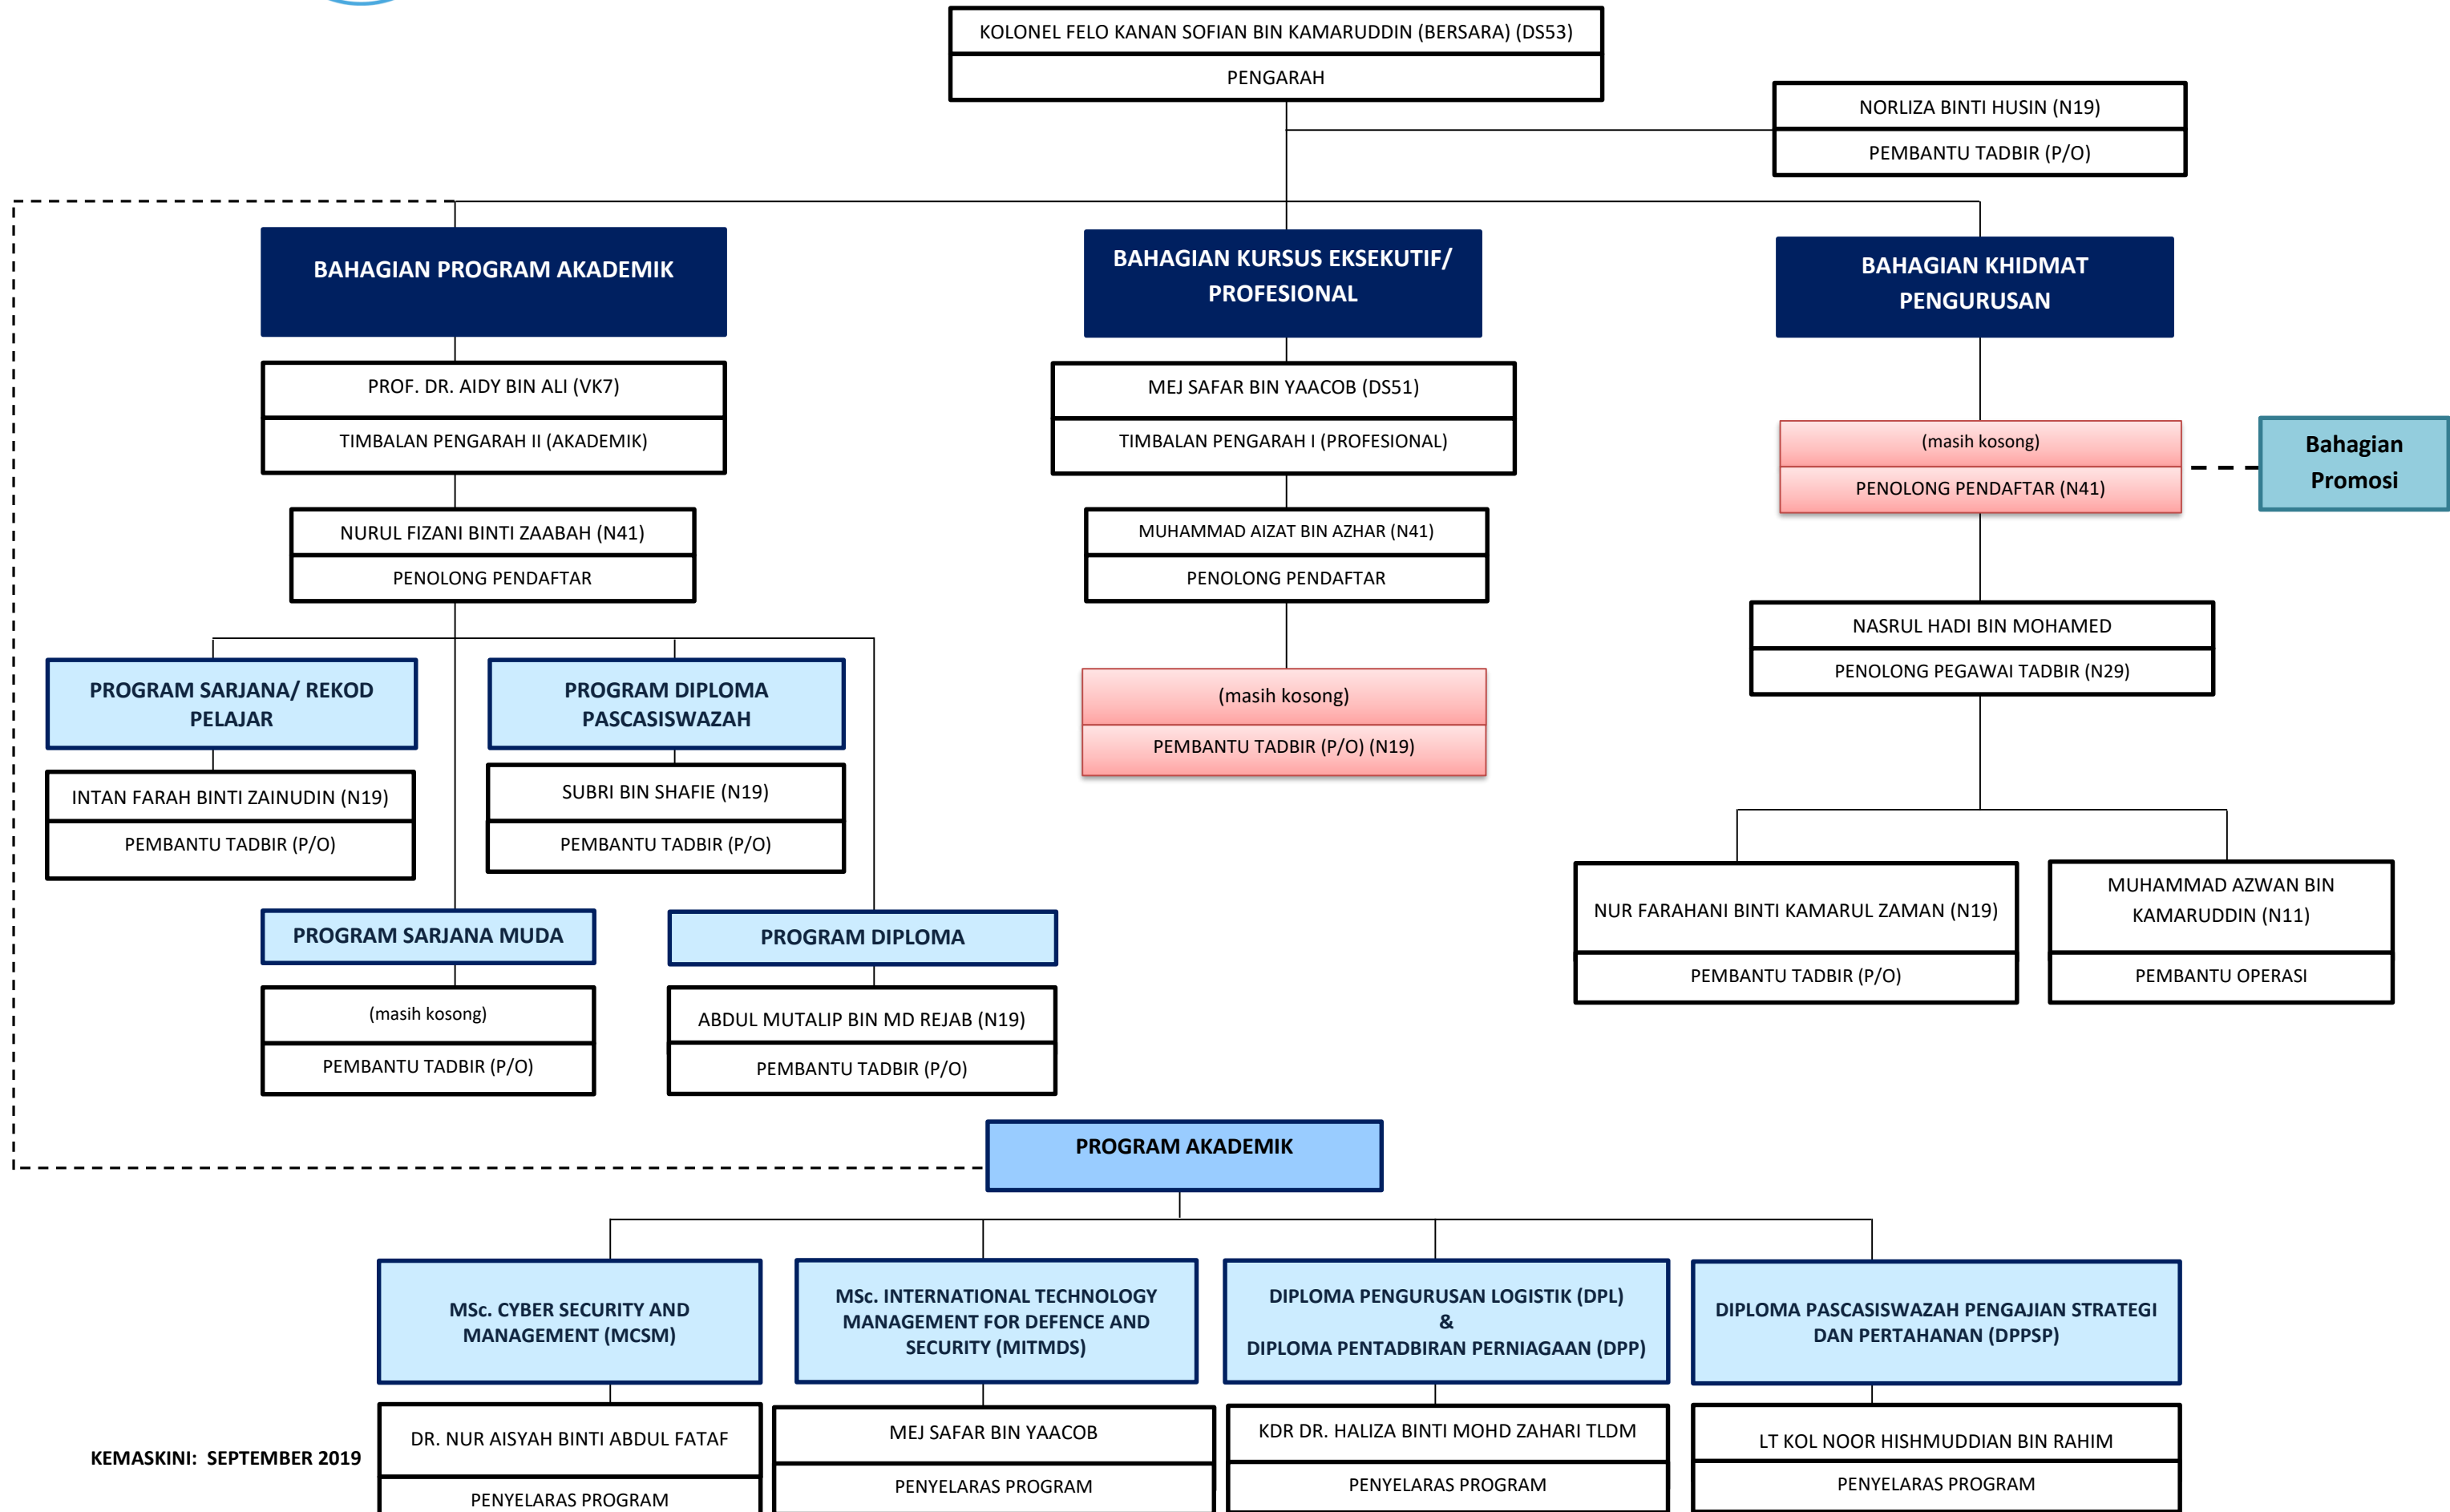 KOLONEL FELO KANAN SOFIAN BIN KAMARUDDIN (BERSARA) (DS53)
PENGARAH
NORLIZA BINTI HUSIN (N19)
PEMBANTU TADBIR (P/O)
BAHAGIAN PROGRAM AKADEMIK
PROF. DR. AIDY BIN ALI (VK7)
TIMBALAN PENGARAH II (AKADEMIK)
NURUL FIZANI BINTI ZAABAH (N41)
PENOLONG PENDAFTAR
PROGRAM SARJANA/ REKOD
PELAJAR
INTAN FARAH BINTI ZAINUDIN (N19)
PEMBANTU TADBIR (P/O)
PROGRAM DIPLOMA
PASCASISWAZAH
SUBRI BIN SHAFIE (N19)
PEMBANTU TADBIR (P/O)
PROGRAM SARJANA MUDA
(masih kosong)
PEMBANTU TADBIR (P/O)
PROGRAM DIPLOMA
ABDUL MUTALIP BIN MD REJAB (N19)
PEMBANTU TADBIR (P/O)
BAHAGIAN KURSUS EKSEKUTIF/
PROFESIONAL
MEJ SAFAR BIN YAACOB (DS51)
TIMBALAN PENGARAH I (PROFESIONAL)
MUHAMMAD AIZAT BIN AZHAR (N41)
PENOLONG PENDAFTAR
(masih kosong)
PEMBANTU TADBIR (P/O) (N19)
BAHAGIAN KHIDMAT
PENGURUSAN
(masih kosong)
PENOLONG PENDAFTAR (N41)
Bahagian
Promosi
NASRUL HADI BIN MOHAMED
PENOLONG PEGAWAI TADBIR (N29)
NUR FARAHANI BINTI KAMARUL ZAMAN (N19)
PEMBANTU TADBIR (P/O)
MUHAMMAD AZWAN BIN
KAMARUDDIN (N11)
PEMBANTU OPERASI
PROGRAM AKADEMIK
MSc. CYBER SECURITY AND
MANAGEMENT (MCSM)
DR. NUR AISYAH BINTI ABDUL FATAF
PENYELARAS PROGRAM
MSc. INTERNATIONAL TECHNOLOGY
MANAGEMENT FOR DEFENCE AND
SECURITY (MITMDS)
MEJ SAFAR BIN YAACOB
PENYELARAS PROGRAM
DIPLOMA PENGURUSAN LOGISTIK (DPL)
&
DIPLOMA PENTADBIRAN PERNIAGAAN (DPP)
KDR DR. HALIZA BINTI MOHD ZAHARI TLDM
PENYELARAS PROGRAM
DIPLOMA PASCASISWAZAH PENGAJIAN STRATEGI
DAN PERTAHANAN (DPPSP)
LT KOL NOOR HISHMUDDIAN BIN RAHIM
PENYELARAS PROGRAM
KEMASKINI: SEPTEMBER 2019